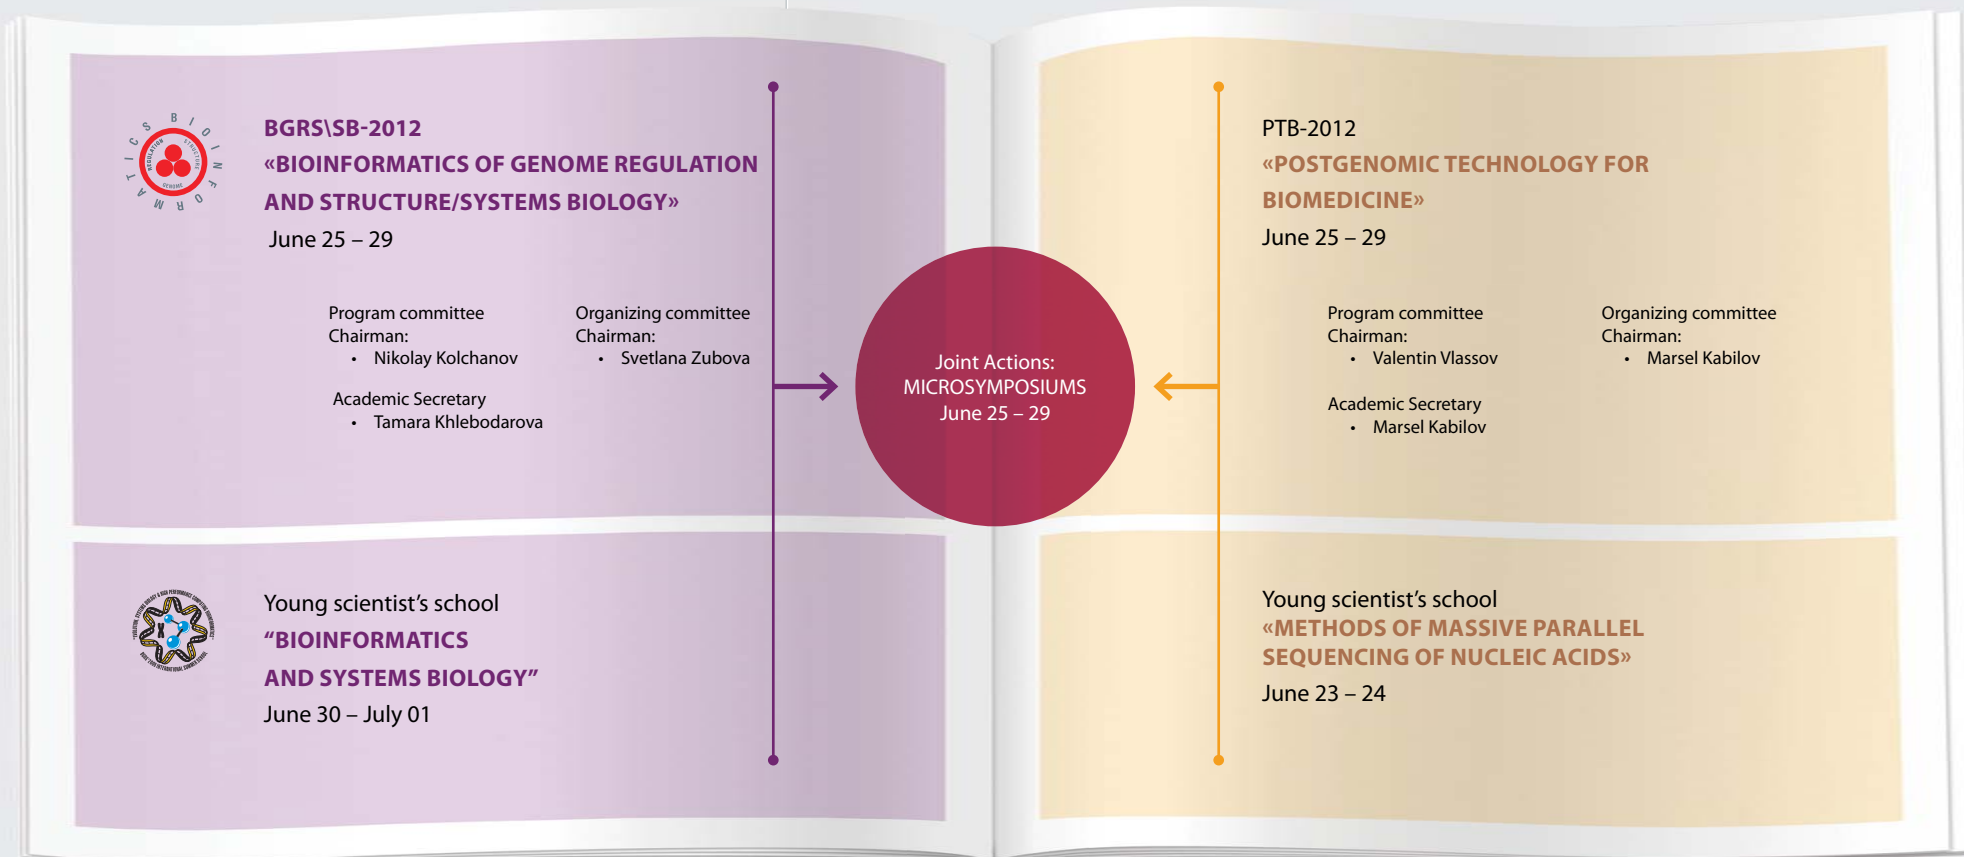 BIOINFORMATICS
REGULATION
STRUCTURE
GENOME
BGRS\SB-2012
«BIOINFORMATICS OF GENOME REGULATION
AND STRUCTURE/SYSTEMS BIOLOGY»
June 25 – 29
Program committee
Chairman:
• Nikolay Kolchanov
Academic Secretary
• Tamara Khlebodarova
Organizing committee
Chairman:
• Svetlana Zubova
Joint Actions:
MICROSYMPOSIUMS
June 25 – 29
PTB-2012
«POSTGENOMIC TECHNOLOGY FOR
BIOMEDICINE»
June 25 – 29
Program committee
Chairman:
• Valentin Vlassov
Academic Secretary
• Marsel Kabilov
Organizing committee
Chairman:
• Marsel Kabilov
Young scientist’s school
“BIOINFORMATICS
AND SYSTEMS BIOLOGY”
June 30 – July 01
Young scientist’s school
«METHODS OF MASSIVE PARALLEL
SEQUENCING OF NUCLEIC ACIDS»
June 23 – 24